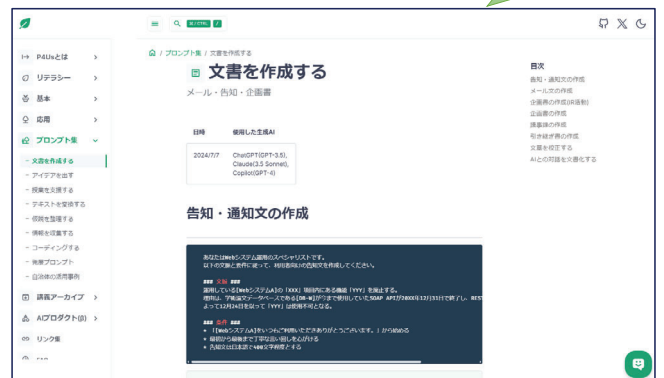 ⌘ / CTRL /
P4Usとは
リテラシー
基本
応用
プロンプト集
文書を作成する
アイデアを出す
授業を支援する
テキストを変換する
仮説を整理する
情報を収集する
コーディングする
無限プロンプト
自治体の活用事例
講義アーカイブ
AIプロダクト(β)
リンク集
FAQ
/ プロンプト集 / 文書を作成する
文書を作成する
メール・告知・企画書
日時 使用した生成AI
2024/7/7 ChatGPT(GPT-3.5),
Claude(3.5 Sonnet),
Copilot(GPT-4)
告知・通知文の作成
あなたはWebシステム運用のスペシャリストです。
以下の文脈と条件に従って、利用者向けの告知文を作成してください。
### 文脈 ###
運用している[WebシステムA]の「XXX」項目内にある機能「YYY」を廃止する。
理由は、学術論文データベースである[DB-N]が今まで使用していたSOAP APIが20XX年12月31日で終了し、REST
よって12月24日を以って「YYY」は使用不可となる。
### 条件 ###
* 「[WebシステムA]をいつもご利用いただきありがとうございます。」から始める
* 最初から最後まで丁寧な言い回しを心がける
* 告知文は日本語で400文字程度とする
目次
告知・通知文の作成
メール文の作成
企画書の作成(IR活動)
企画書の作成
議事録の作成
引き継ぎ書の作成
文章を校正する
AIとの対話を文書化する